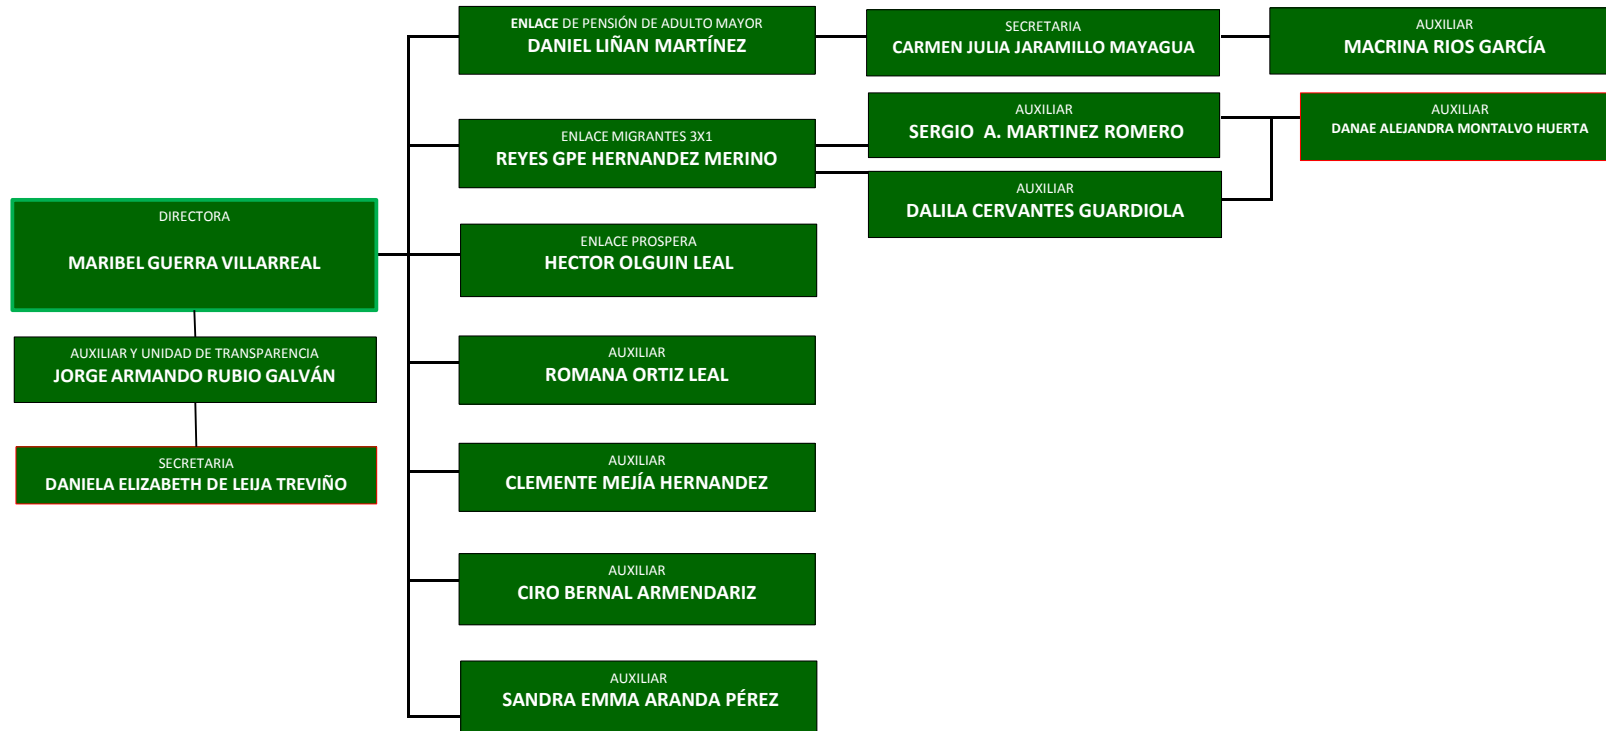 ENLACE DE PENSIÓN DE ADULTO MAYOR
DANIEL LIÑAN MARTÍNEZ
SECRETARIA
CARMEN JULIA JARAMILLO MAYAGUA
AUXILIAR
MACRINA RIOS GARCÍA
ENLACE MIGRANTES 3X1
REYES GPE HERNANDEZ MERINO
AUXILIAR
SERGIO A. MARTINEZ ROMERO
AUXILIAR
DANAE ALEJANDRA MONTALVO HUERTA
AUXILIAR
DALILA CERVANTES GUARDIOLA
DIRECTORA
MARIBEL GUERRA VILLARREAL
ENLACE PROSPERA
HECTOR OLGUIN LEAL
AUXILIAR Y UNIDAD DE TRANSPARENCIA
JORGE ARMANDO RUBIO GALVÁN
AUXILIAR
ROMANA ORTIZ LEAL
SECRETARIA
DANIELA ELIZABETH DE LEIJA TREVIÑO
AUXILIAR
CLEMENTE MEJÍA HERNANDEZ
AUXILIAR
CIRO BERNAL ARMENDARIZ
AUXILIAR
SANDRA EMMA ARANDA PÉREZ